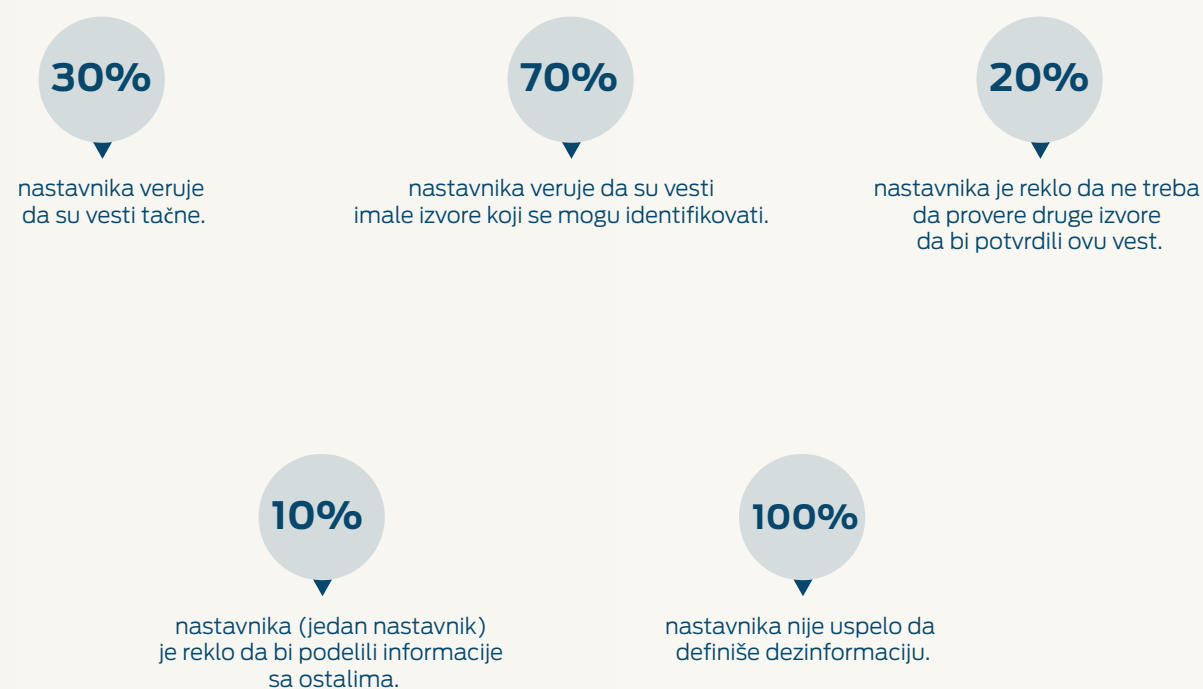 30%
nastavnika veruje
da su vesti tačne.
70%
nastavnika veruje da su vesti
imale izvore koji se mogu identifikovati.
20%
nastavnika je reklo da ne treba
da provere druge izvore
da bi potvrdili ovu vest.
10%
nastavnika (jedan nastavnik)
je reklo da bi podelili informacije
sa ostalima.
100%
nastavnika nije uspelo da
definiše dezinformaciju.